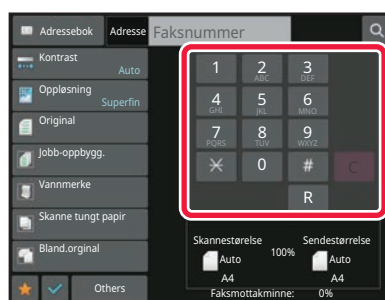 Adressebok Adresse Faksnummer
Kontrast
Auto
Oppløsning
Superfin
Original
Jobb-oppbygg.
Vannmerke
Skanne tungt papir
Bland.orginal
Others
1 2 3
ABC DEF
4 5 6
GHI JKL MNO
7 8 9
PQRS TUV WXYZ
0 # C
R
Skannestørelse Sendestørrelse
100%
Auto Auto
A4 A4
Faksmottakminne: 0%